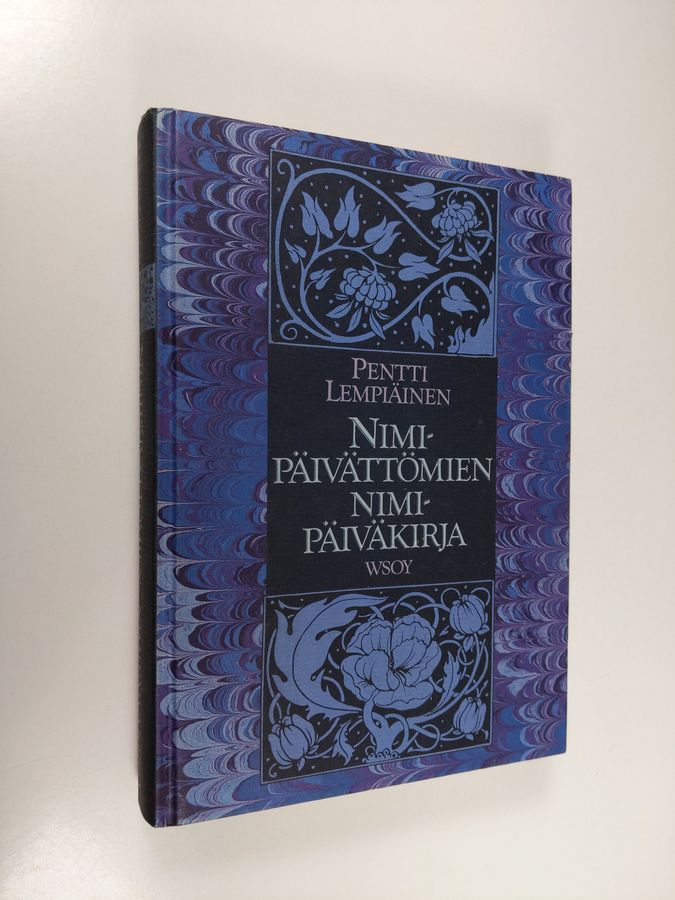 PENTTI
LEMPIÄINEN
NIMI-
PÄIVÄTTÖMIEN
NIMI-
PÄIVÄKIRJA
WSOY